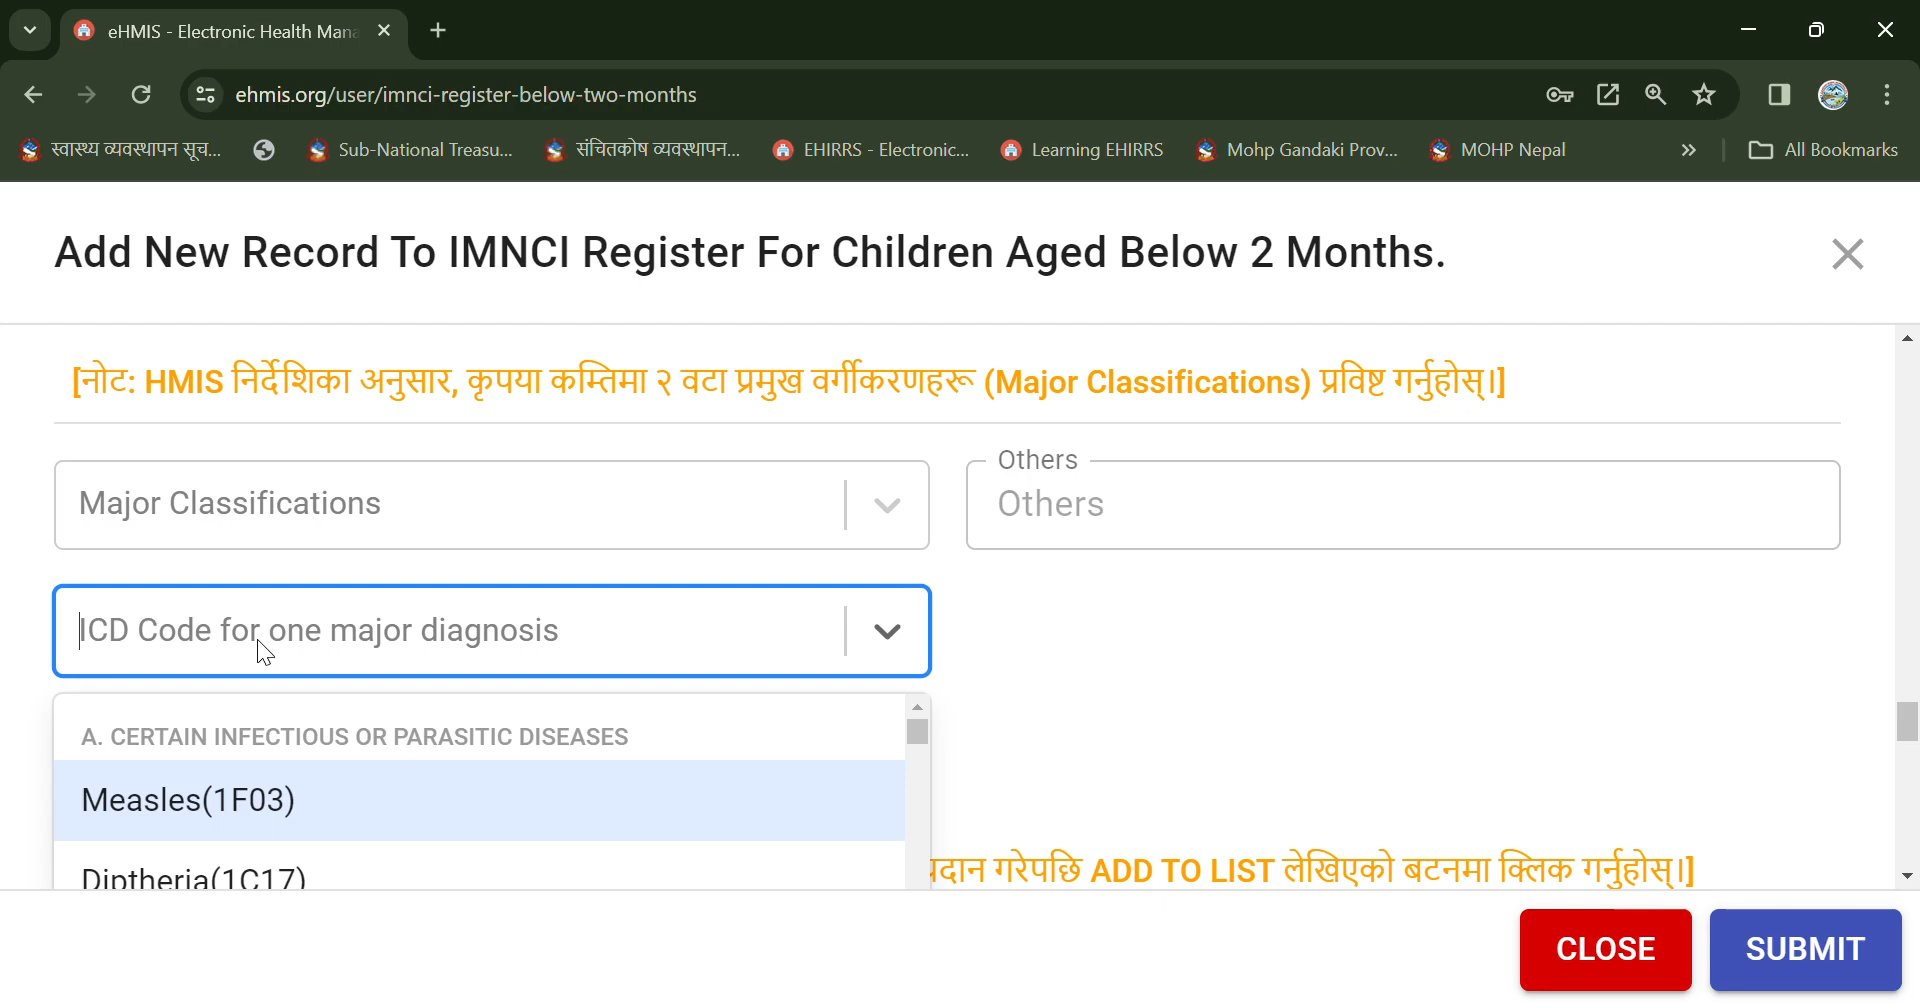 eHMIS - Electronic Health Mana
ehmis.org/user/imnci-register-below-two-months
स्वास्थ्य व्यवस्थापन सूच...
Sub-National Treasu...
संचितकोष व्यवस्थापन...
EHIRRS - Electronic...
Learning EHIRRS
Mohp Gandaki Prov...
MOHP Nepal
All Bookmarks
Add New Record To IMNCI Register For Children Aged Below 2 Months.
[नोट: HMIS निर्देशिका अनुसार, कृपया कम्तिमा २ वटा प्रमुख वर्गीकरणहरू (Major Classifications) प्रविष्ट गर्नुहोस्।]
Major Classifications
Others
Others
ICD Code for one major diagnosis
A. CERTAIN INFECTIOUS OR PARASITIC DISEASES
Measles(1F03)
Diptheria(1C17)
प्रदान गरेपछि ADD TO LIST लेखिएको बटनमा क्लिक गर्नुहोस्।]
CLOSE
SUBMIT